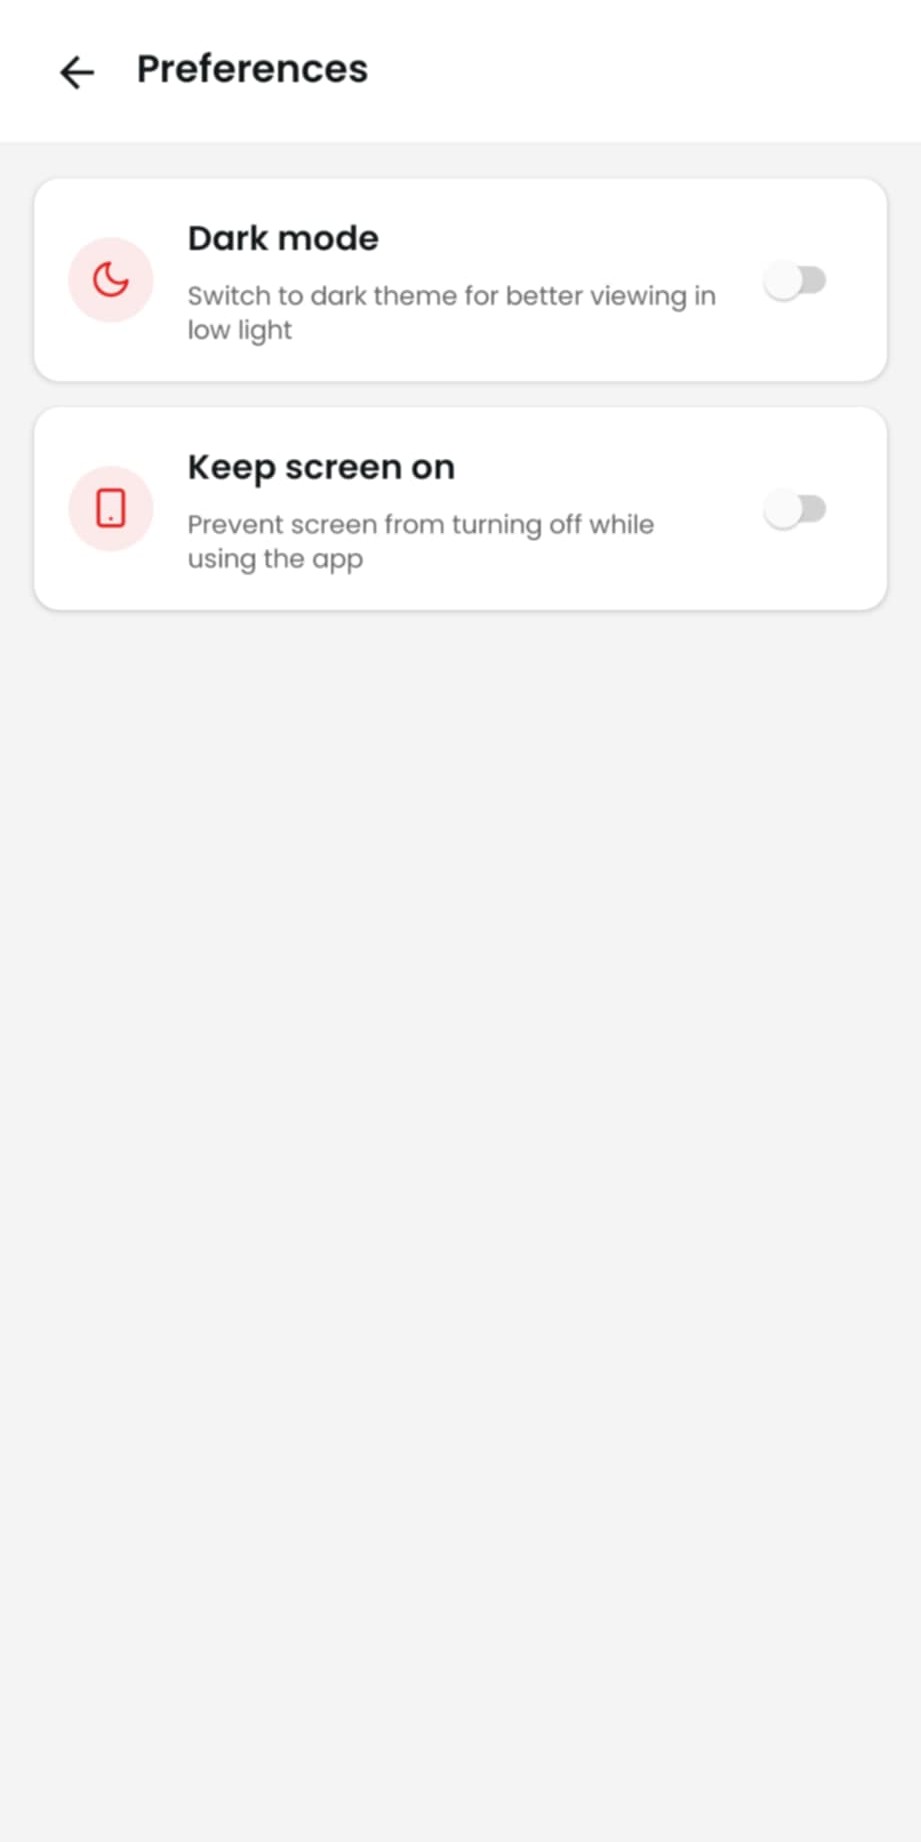 Preferences
Dark mode
Switch to dark theme for better viewing in
low light
Keep screen on
Prevent screen from turning off while
using the app